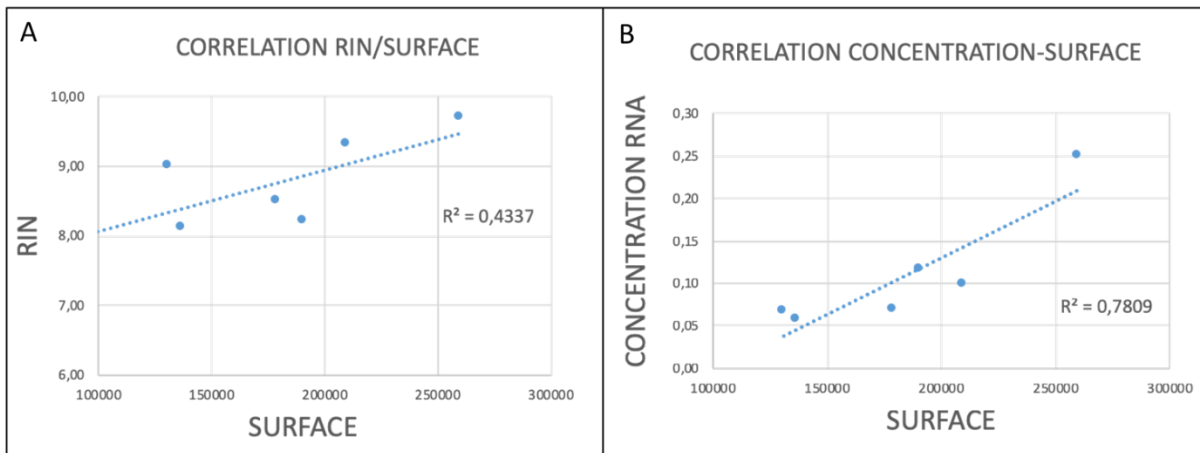 A
CORRELATION RIN/SURFACE
RIN
10,00
9,00
8,00
7,00
6,00
R² = 0,4337
100000 150000 200000 250000 300000
SURFACE
B
CORRELATION CONCENTRATION-SURFACE
CONCENTRATION RNA
0,30
0,25
0,20
0,15
0,10
0,05
0,00
R² = 0,7809
100000 150000 200000 250000 300000
SURFACE